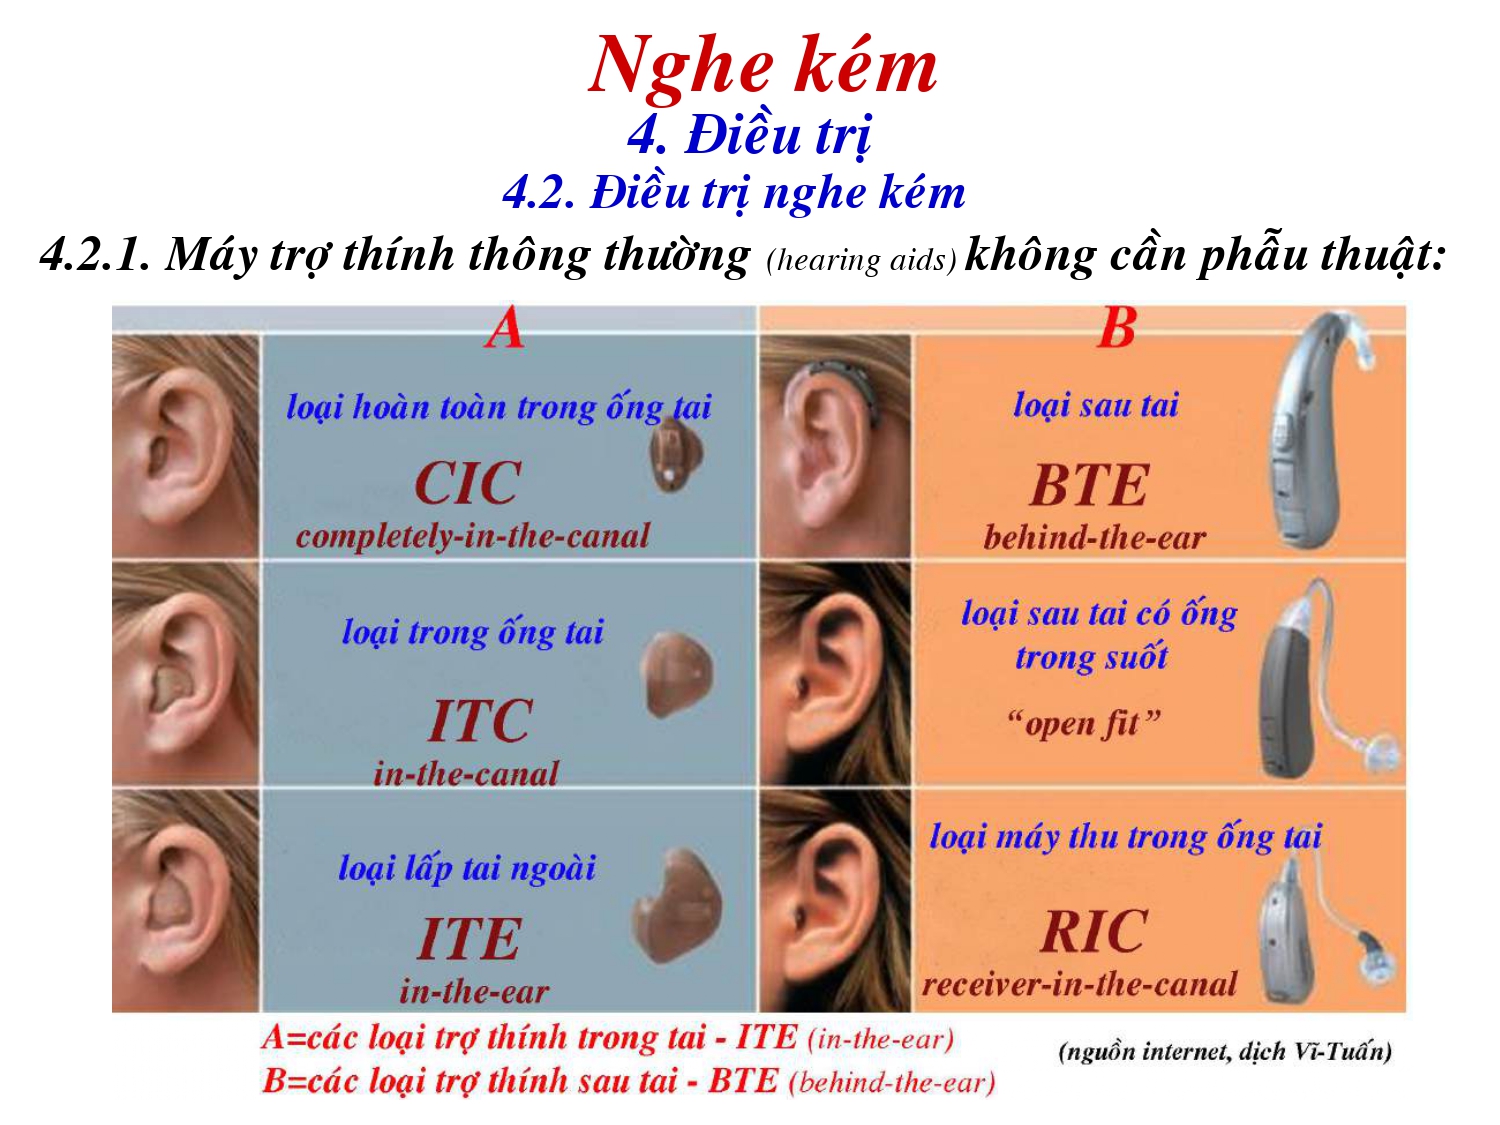 Nghe kém
4. Điều trị
4.2. Điều trị nghe kém
4.2.1. Máy trợ thính thông thường (hearing aids) không cần phẫu thuật:
A
loại hoàn toàn trong ống tai
CIC
completely-in-the-canal
loại trong ống tai
ITC
in-the-canal
loại lấp tai ngoài
ITE
in-the-ear
B
loại sau tai
BTE
behind-the-ear
loại sau tai có ống
trong suốt
“open fit”
loại máy thu trong ống tai
RIC
receiver-in-the-canal
A=các loại trợ thính trong tai - ITE (in-the-ear)
B=các loại trợ thính sau tai - BTE (behind-the-ear)
(nguồn internet, dịch Vĩ-Tuấn)